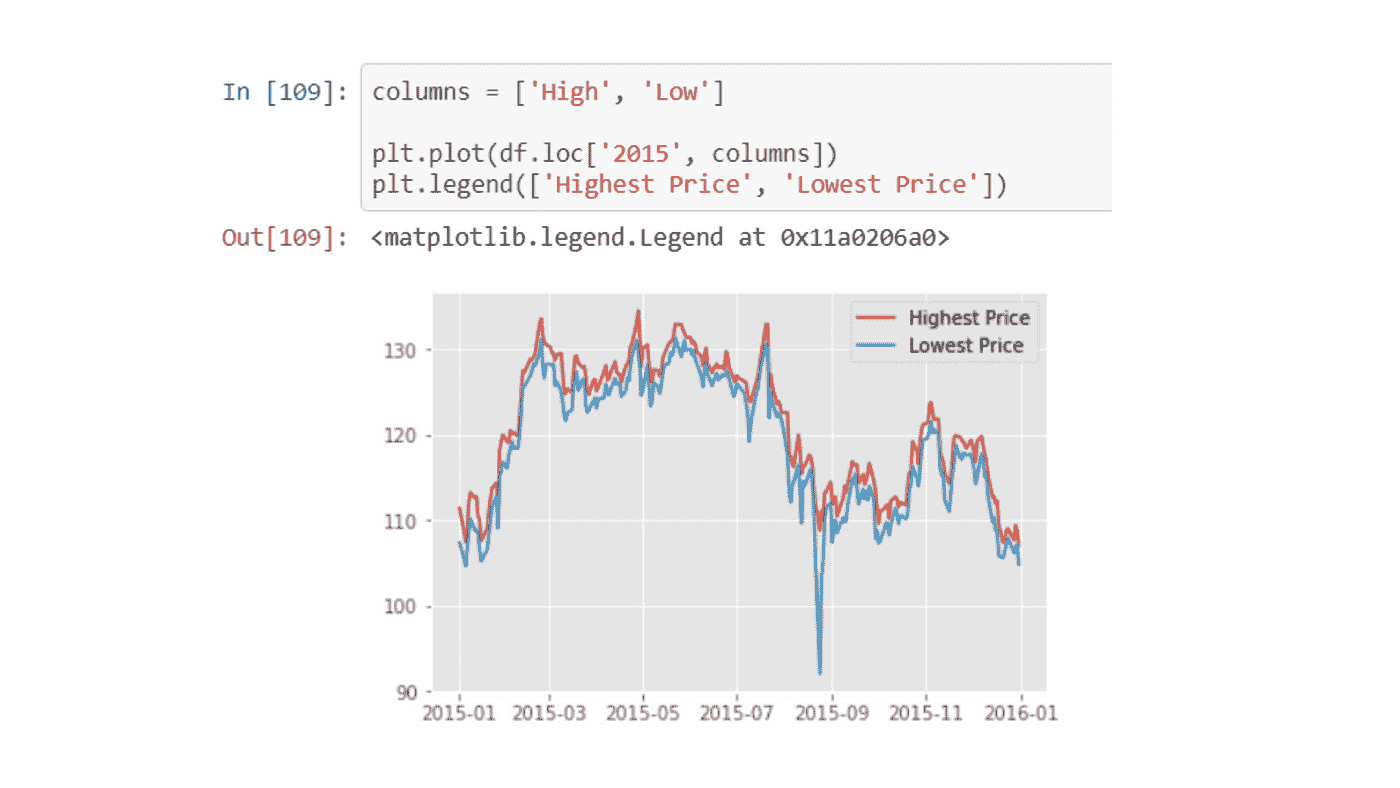 In [109]: columns = ['High', 'Low']
plt.plot(df.loc['2015', columns])
plt.legend(['Highest Price', 'Lowest Price'])
Out[109]: <matplotlib.legend.Legend at 0x11a0206a0>
Highest Price
Lowest Price
130
120
110
100
90
2015-01 2015-03 2015-05 2015-07 2015-09 2015-11 2016-01